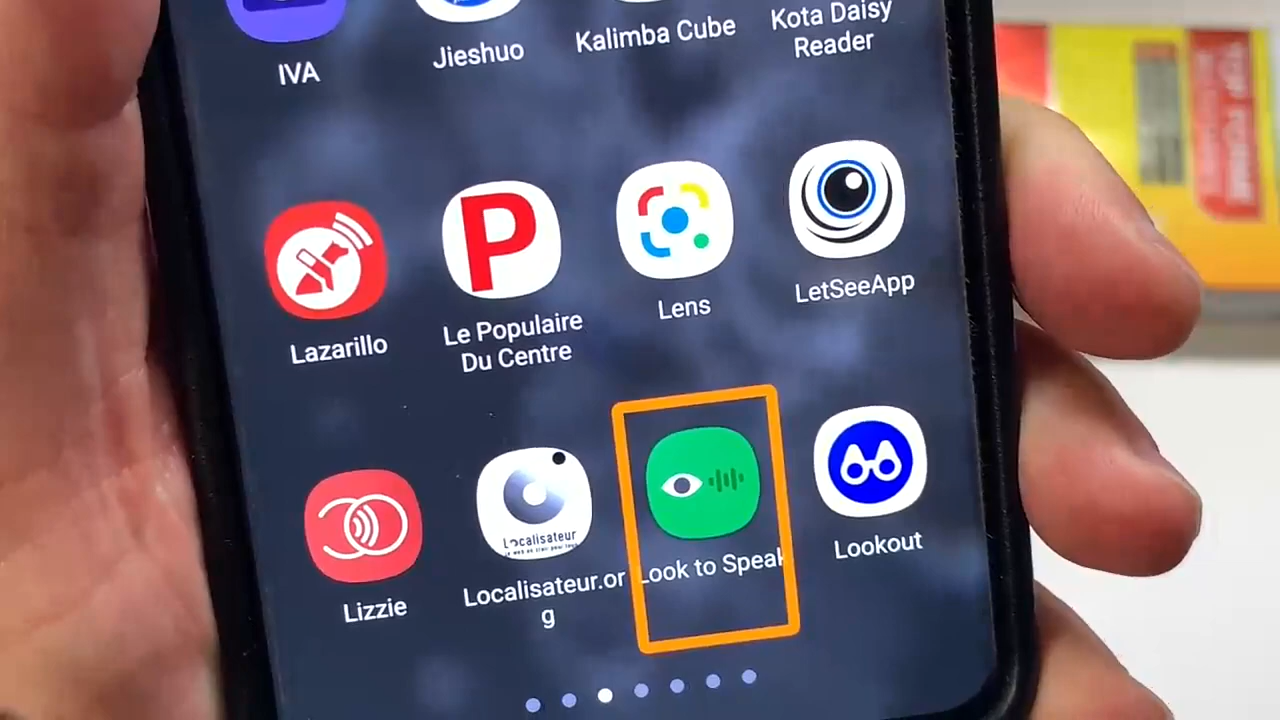 IVA
Jieshuo
Kalimba Cube
Kota Daisy
Reader
Lazarillo
P
Le Populaire
Du Centre
Lens
LetSeeApp
Lizzie
Localisateur
Localisateur.or
g
Look to Speak
Lookout